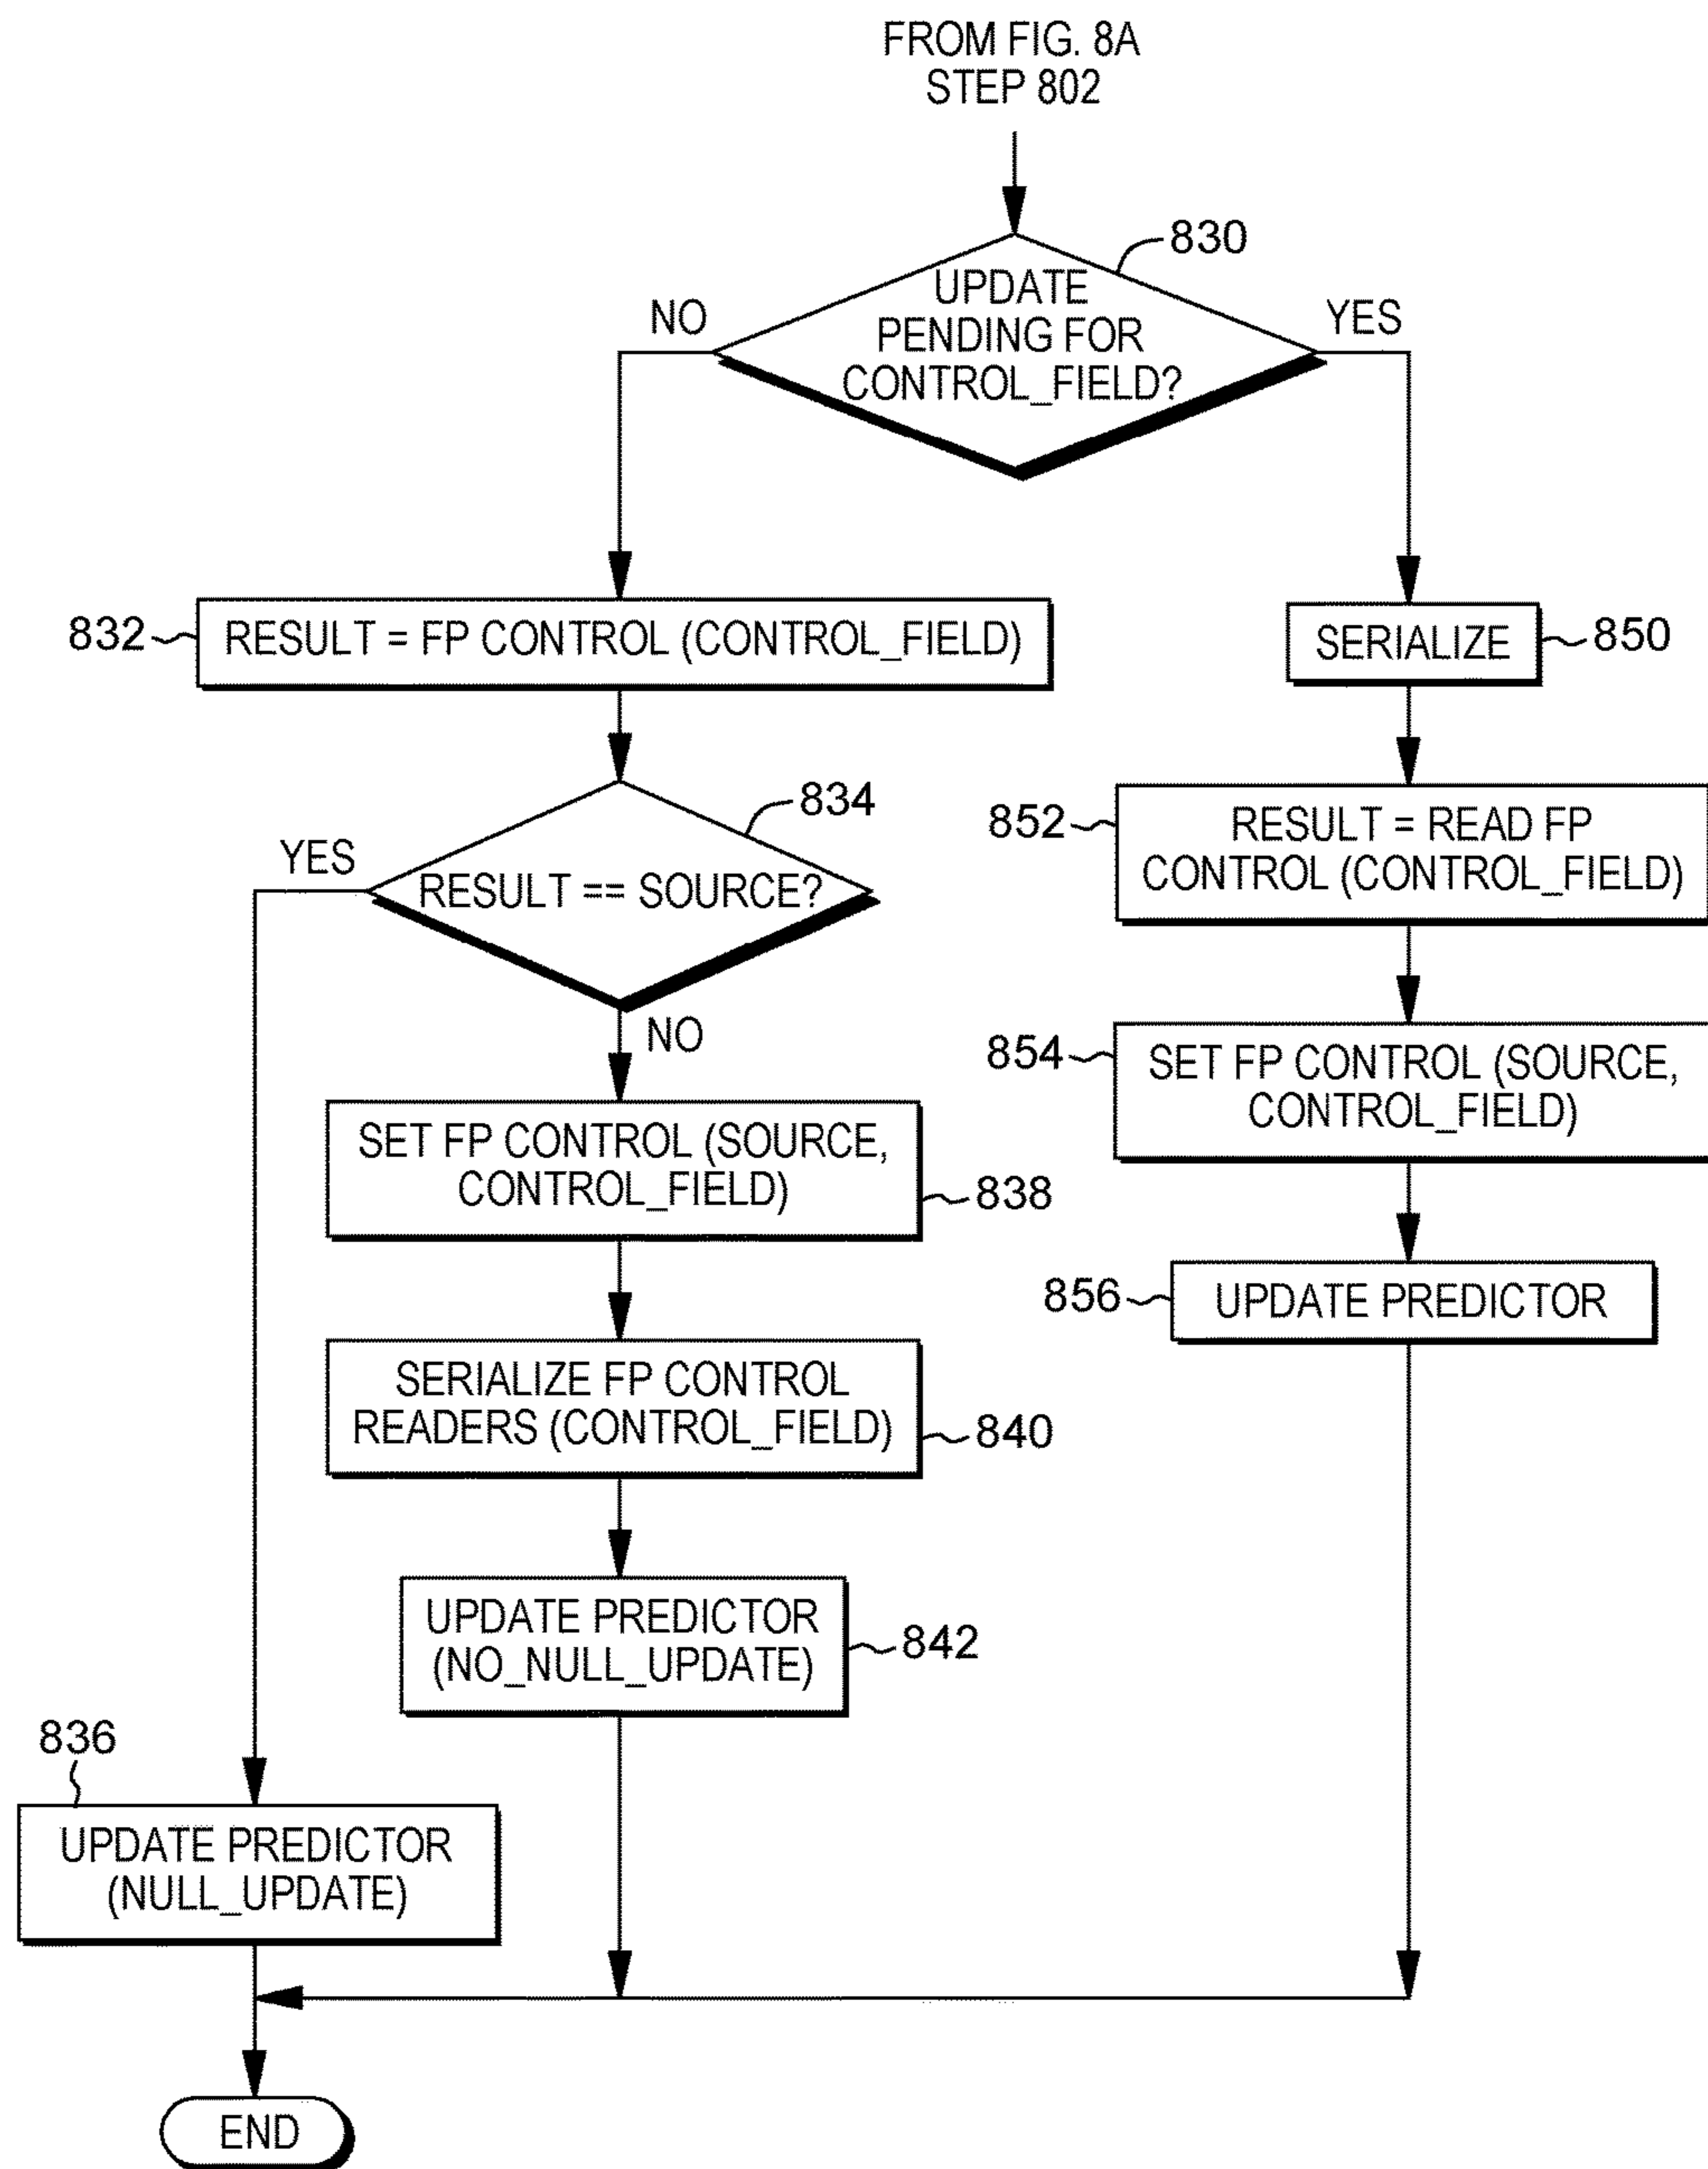 FROM FIG. 8A
STEP 802
830
UPDATE
PENDING FOR
CONTROL_FIELD?
NO
YES
832
RESULT = FP CONTROL (CONTROL_FIELD)
SERIALIZE
850
834
YES
RESULT == SOURCE?
NO
852
RESULT = READ FP
CONTROL (CONTROL_FIELD)
854
SET FP CONTROL (SOURCE,
CONTROL_FIELD)
SET FP CONTROL (SOURCE,
CONTROL_FIELD)
838
856
UPDATE PREDICTOR
SERIALIZE FP CONTROL
READERS (CONTROL_FIELD)
840
UPDATE PREDICTOR
(NO_NULL_UPDATE)
842
836
UPDATE PREDICTOR
(NULL_UPDATE)
END